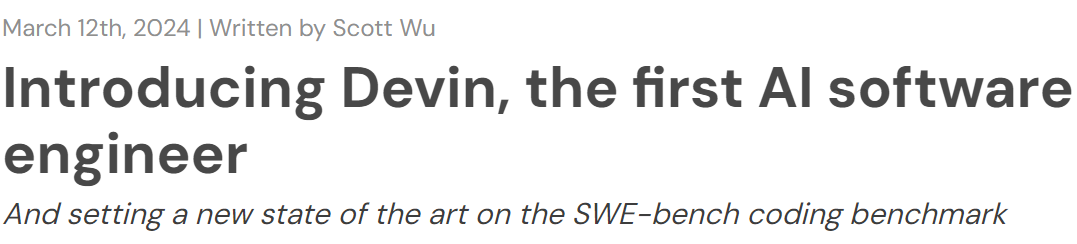 March 12th, 2024 | Written by Scott Wu
Introducing Devin, the first AI software
engineer
And setting a new state of the art on the SWE-bench coding benchmark